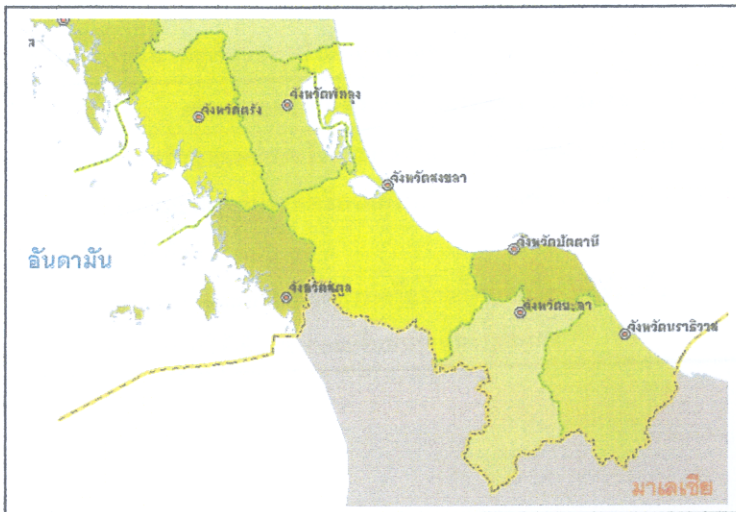 จังหวัดตรัง
จังหวัดพัทลุง
จังหวัดสงขลา
อันดามัน
จังหวัดปัตตานี
จังหวัดสตูล
จังหวัดยะลา
จังหวัดนราธิวาส
มาเลเซีย